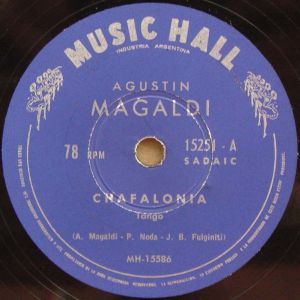 MUSIC HALL
INDUSTRIA ARGENTINA
AGUSTIN
MAGALDI
78 RPM
15251 - A
SADAIC
CHAFALONIA
Tango
(A. Magaldi - P. Noda - J. B. Fulginiti)
MH-15586